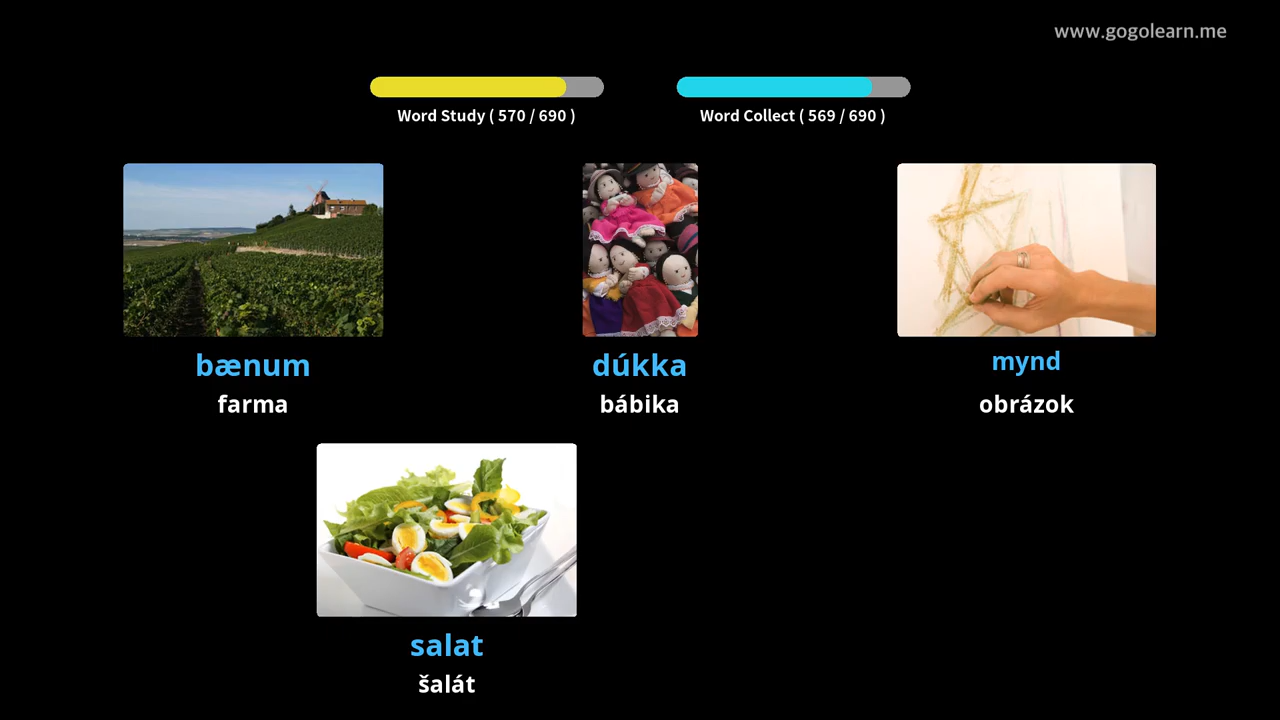 www.gogolearn.me
Word Study ( 570 / 690 )
Word Collect ( 569 / 690 )
bænum
farma
dúkka
bábika
mynd
obrázok
salat
šalát